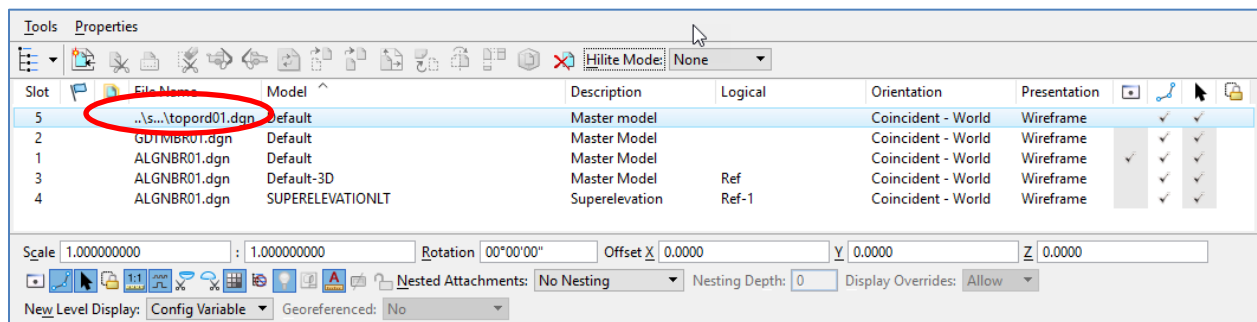 Tools Properties
Hilite Mode: None
Slot File Name Model Description Logical Orientation Presentation
5 ..\s...\topord01.dgn Default Master model Coincident - World Wireframe
2 GDTMBR01.dgn Default Master Model Coincident - World Wireframe
1 ALGNBR01.dgn Default Master Model Coincident - World Wireframe
3 ALGNBR01.dgn Default-3D Master Model Ref Coincident - World Wireframe
4 ALGNBR01.dgn SUPERELEVATIONLT Superelevation Ref-1 Coincident - World Wireframe
Scale 1.000000000 : 1.000000000 Rotation 00°00'00" Offset X 0.0000 Y 0.0000 Z 0.0000
1:1 Nested Attachments: No Nesting Nesting Depth: 0 Display Overrides: Allow
New Level Display: Config Variable Georeferenced: No